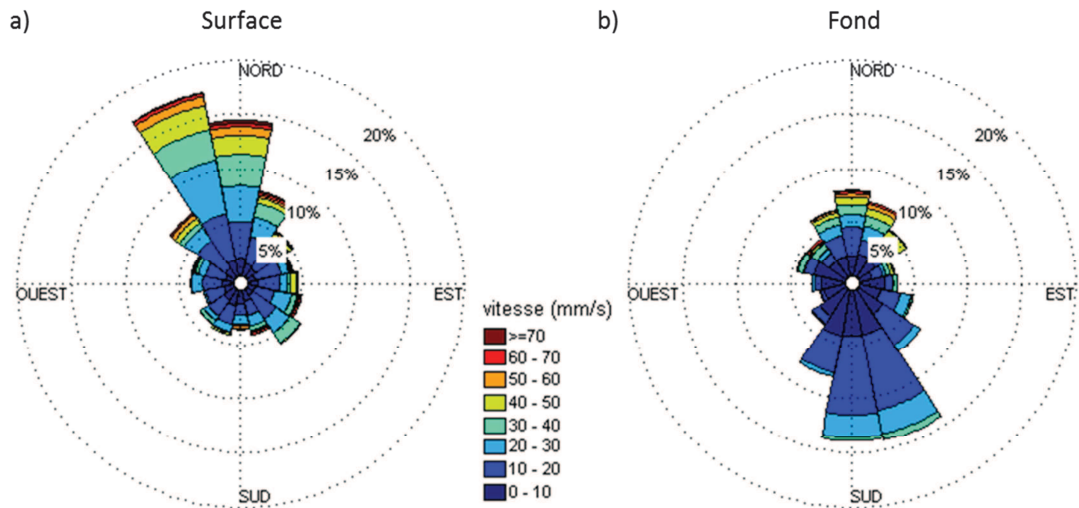 a) Surface
b) Fond
NORD
20%
15%
10%
5%
OUEST
EST
SUD
vitesse (mm/s)
>=70
60 - 70
50 - 60
40 - 50
30 - 40
20 - 30
10 - 20
0 - 10
NORD
20%
15%
10%
5%
OUEST
EST
SUD